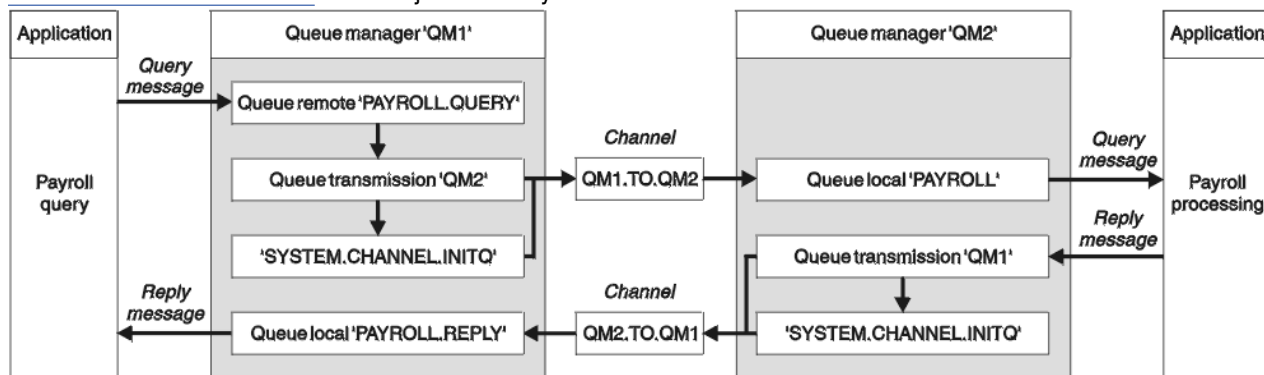 Application
Queue manager 'QM1'
Queue manager 'QM2'
Application
Query
message
Queue remote 'PAYROLL.QUERY'
Channel
Query
message
Payroll
query
Queue transmission 'QM2'
QM1.TO.QM2
Queue local 'PAYROLL'
Payroll
processing
Reply
message
'SYSTEM.CHANNEL.INITQ'
Queue transmission 'QM1'
Reply
message
Channel
Queue local 'PAYROLL.REPLY'
QM2.TO.QM1
'SYSTEM.CHANNEL.INITQ'